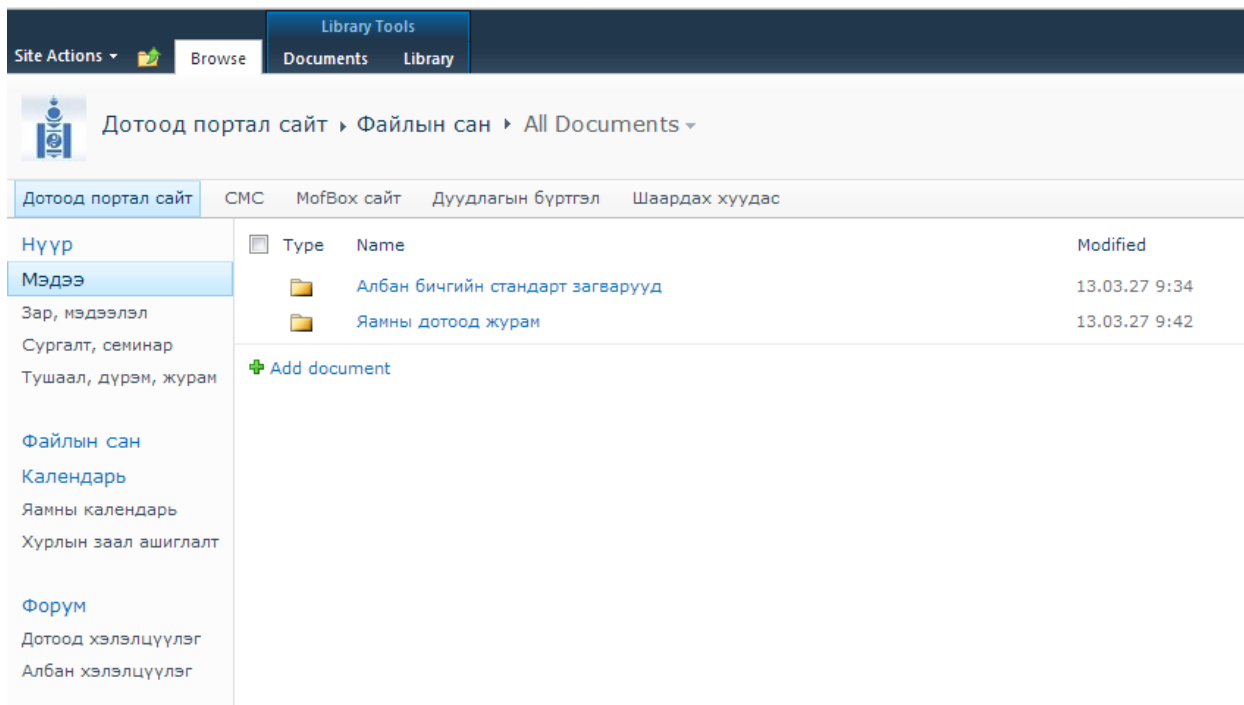 Library Tools
Site Actions Browse Documents Library
Дотоод портал сайт Файлын сан All Documents
Дотоод портал сайт СМС MofBox сайт Дуудлагын бүртгэл Шаардах хуудас
Нүүр
Мэдээ
Зар, мэдээлэл
Сургалт, семинар
Тушаал, дүрэм, журам
Файлын сан
Календарь
Яамны календарь
Хурлын заал ашиглалт
Форум
Дотоод хэлэлцүүлэг
Албан хэлэлцүүлэг
Type Name Modified
Албан бичгийн стандарт загварууд 13.03.27 9:34
Яамны дотоод журам 13.03.27 9:42
Add document